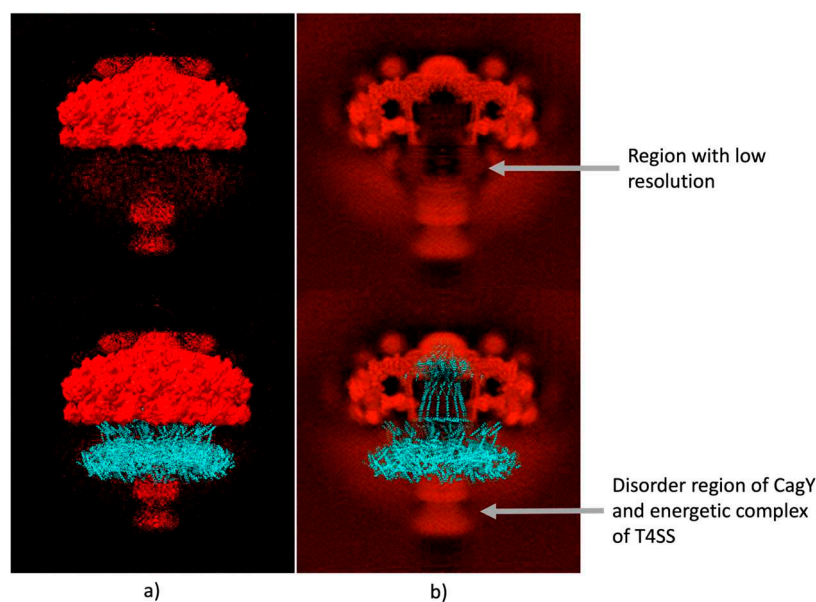 Region with low
resolution
Disorder region of CagY
and energetic complex
of T4SS
a)
b)